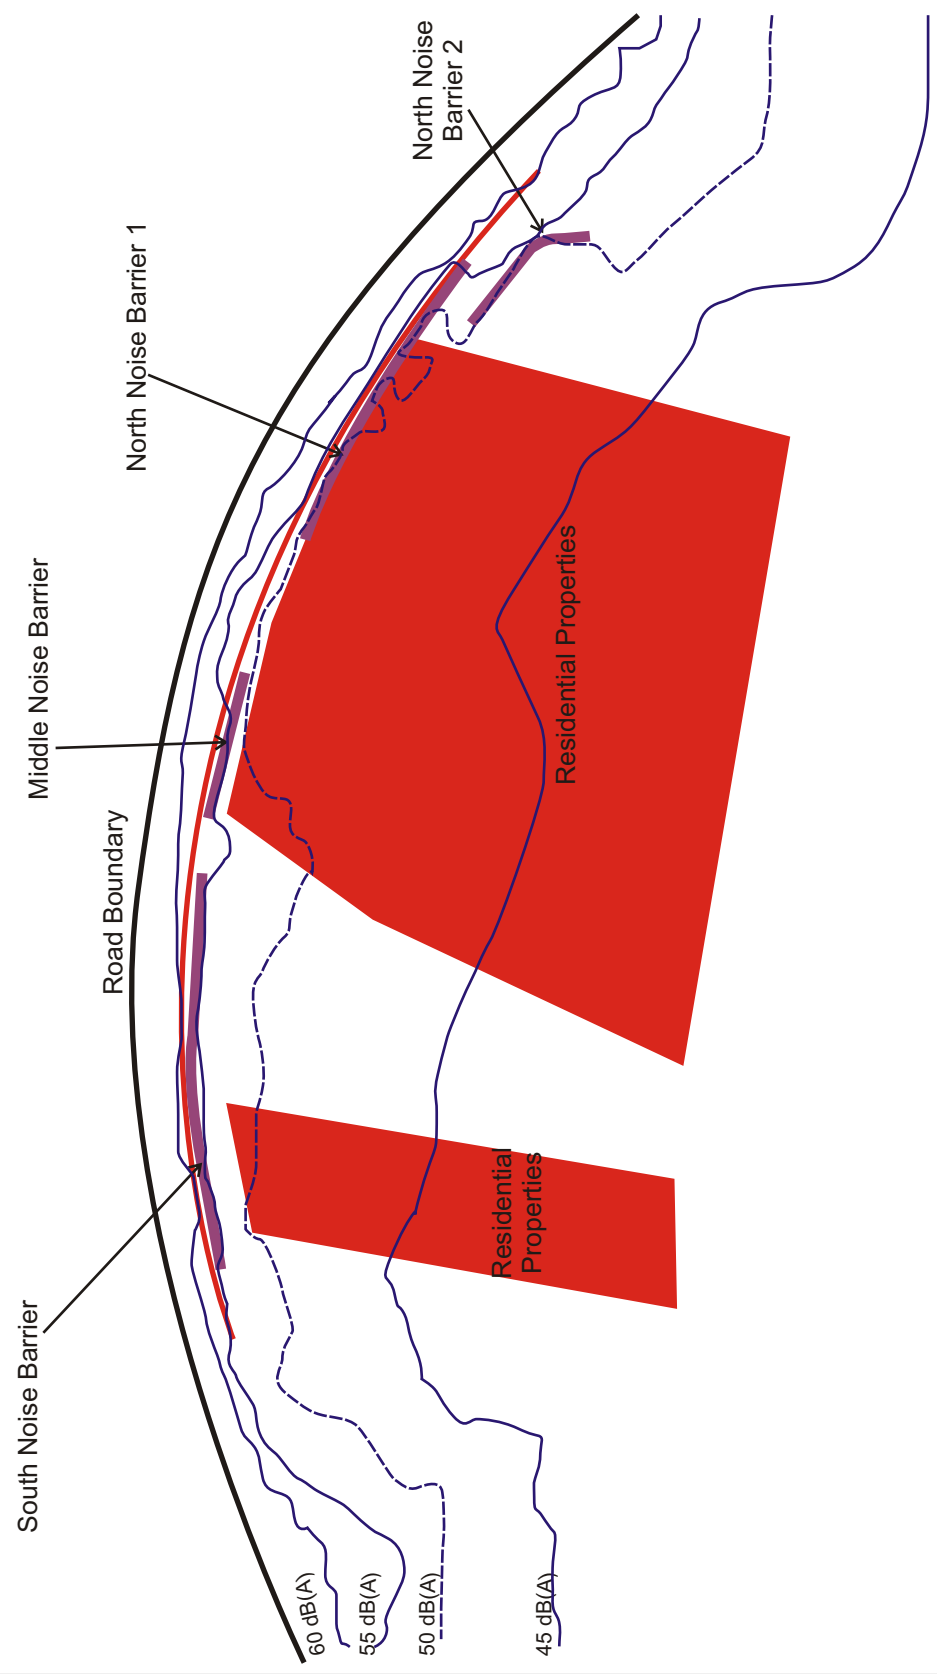 South Noise Barrier
Road Boundary
Middle Noise Barrier
North Noise Barrier 1
North Noise
Barrier 2
60 dB(A)
55 dB(A)
50 dB(A)
45 dB(A)
Residential
Properties
Residential Properties